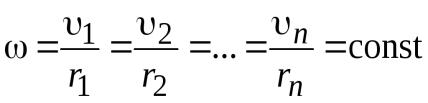 ω = υ₁/r₁ = υ₂/r₂ = ... = υₙ/rₙ = const